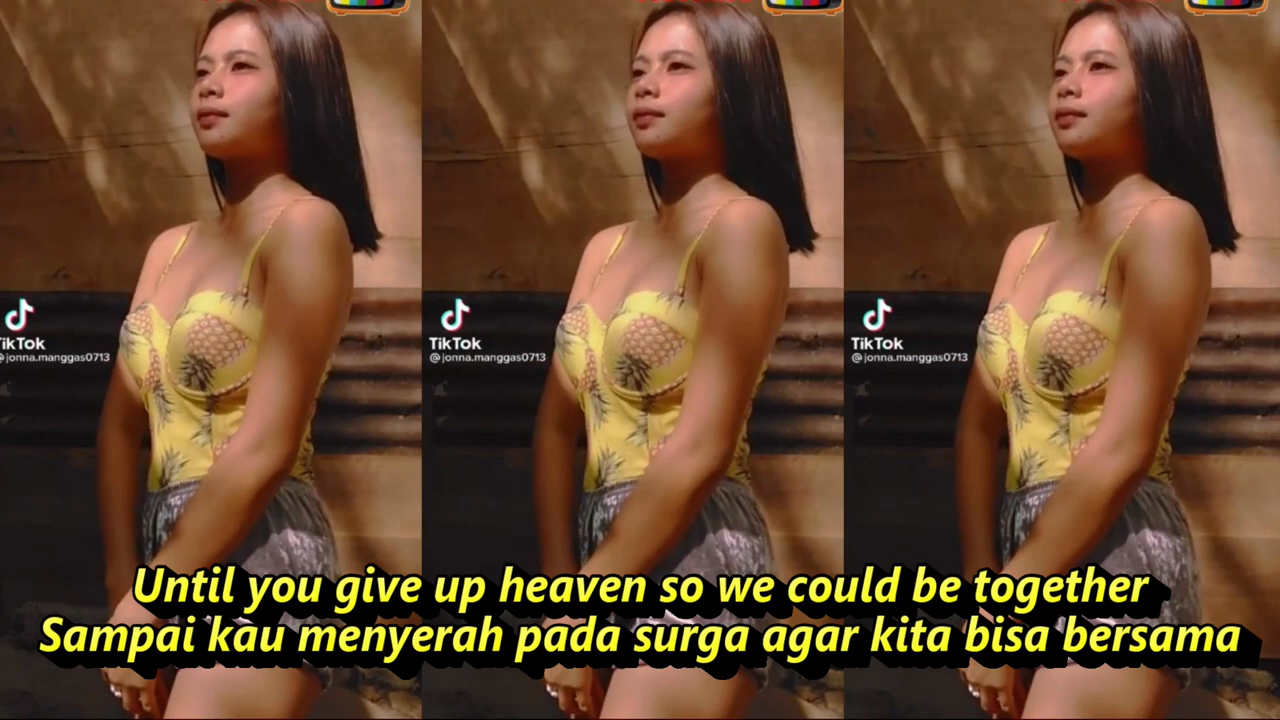 TikTok
@jonna.manggas0713
TikTok
@jonna.manggas0713
TikTok
@jonna.manggas0713
Until you give up heaven so we could be together
Sampai kau menyerah pada surga agar kita bisa bersama